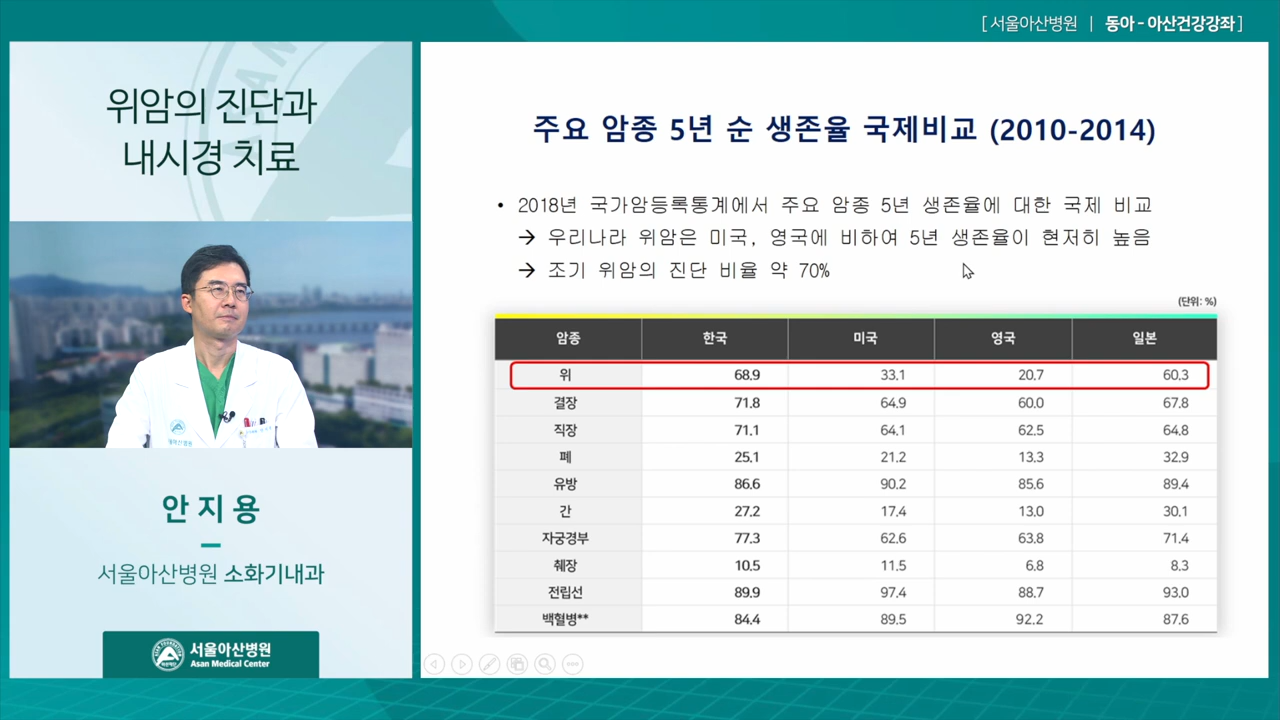 [ 서울아산병원 | 동아 - 아산건강강좌 ]
위암의 진단과
내시경 치료
안 지 용
서울아산병원 소화기내과
서울아산병원
Asan Medical Center
주요 암종 5년 순 생존율 국제비교 (2010-2014)
• 2018년 국가암등록통계에서 주요 암종 5년 생존율에 대한 국제 비교
→ 우리나라 위암은 미국, 영국에 비하여 5년 생존율이 현저히 높음
→ 조기 위암의 진단 비율 약 70%
(단위: %)
암종 한국 미국 영국 일본
위 68.9 33.1 20.7 60.3
결장 71.8 64.9 60.0 67.8
직장 71.1 64.1 62.5 64.8
폐 25.1 21.2 13.3 32.9
유방 86.6 90.2 85.6 89.4
간 27.2 17.4 13.0 30.1
자궁경부 77.3 62.6 63.8 71.4
췌장 10.5 11.5 6.8 8.3
전립선 89.9 97.4 88.7 93.0
백혈병** 84.4 89.5 92.2 87.6